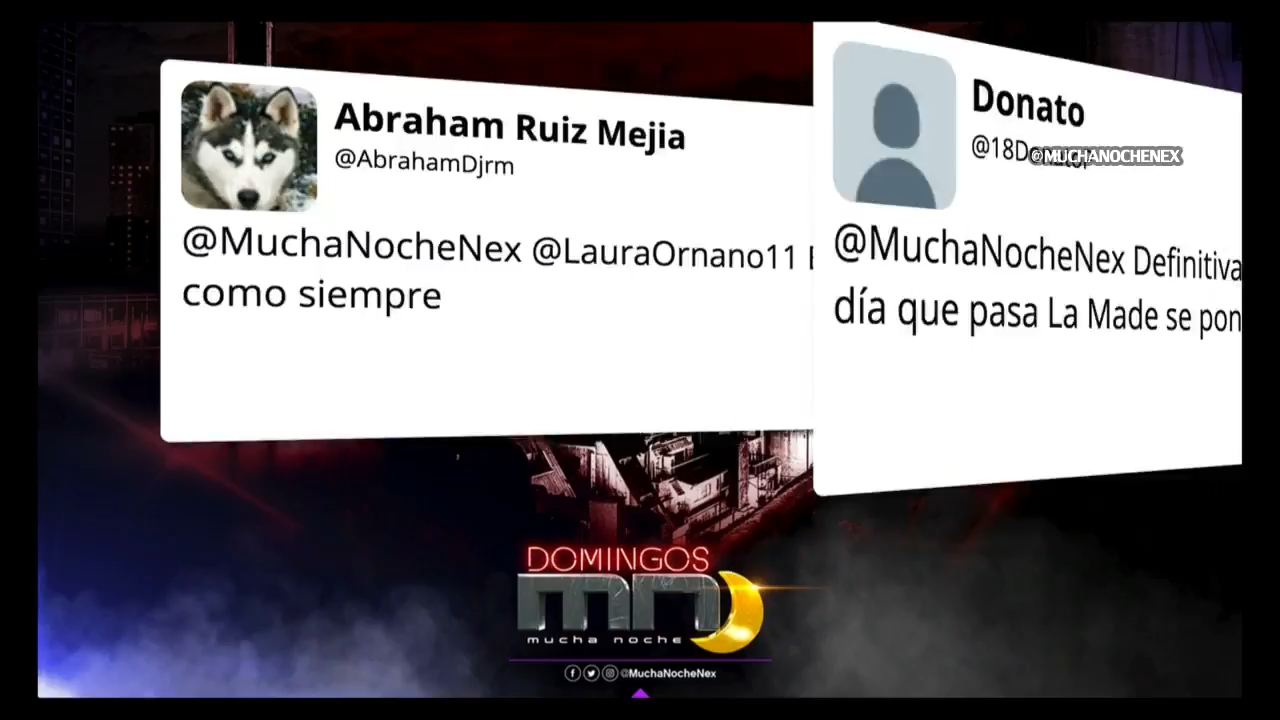 Abraham Ruiz Mejia
@AbrahamDjrm
@MuchaNocheNex @LauraOrnano11
como siempre
Donato
@MUCHANOCHENEX
@MuchaNocheNex Definitiva
día que pasa La Made se pon
DOMINGOS
mn
mucha noche
@MuchaNocheNex